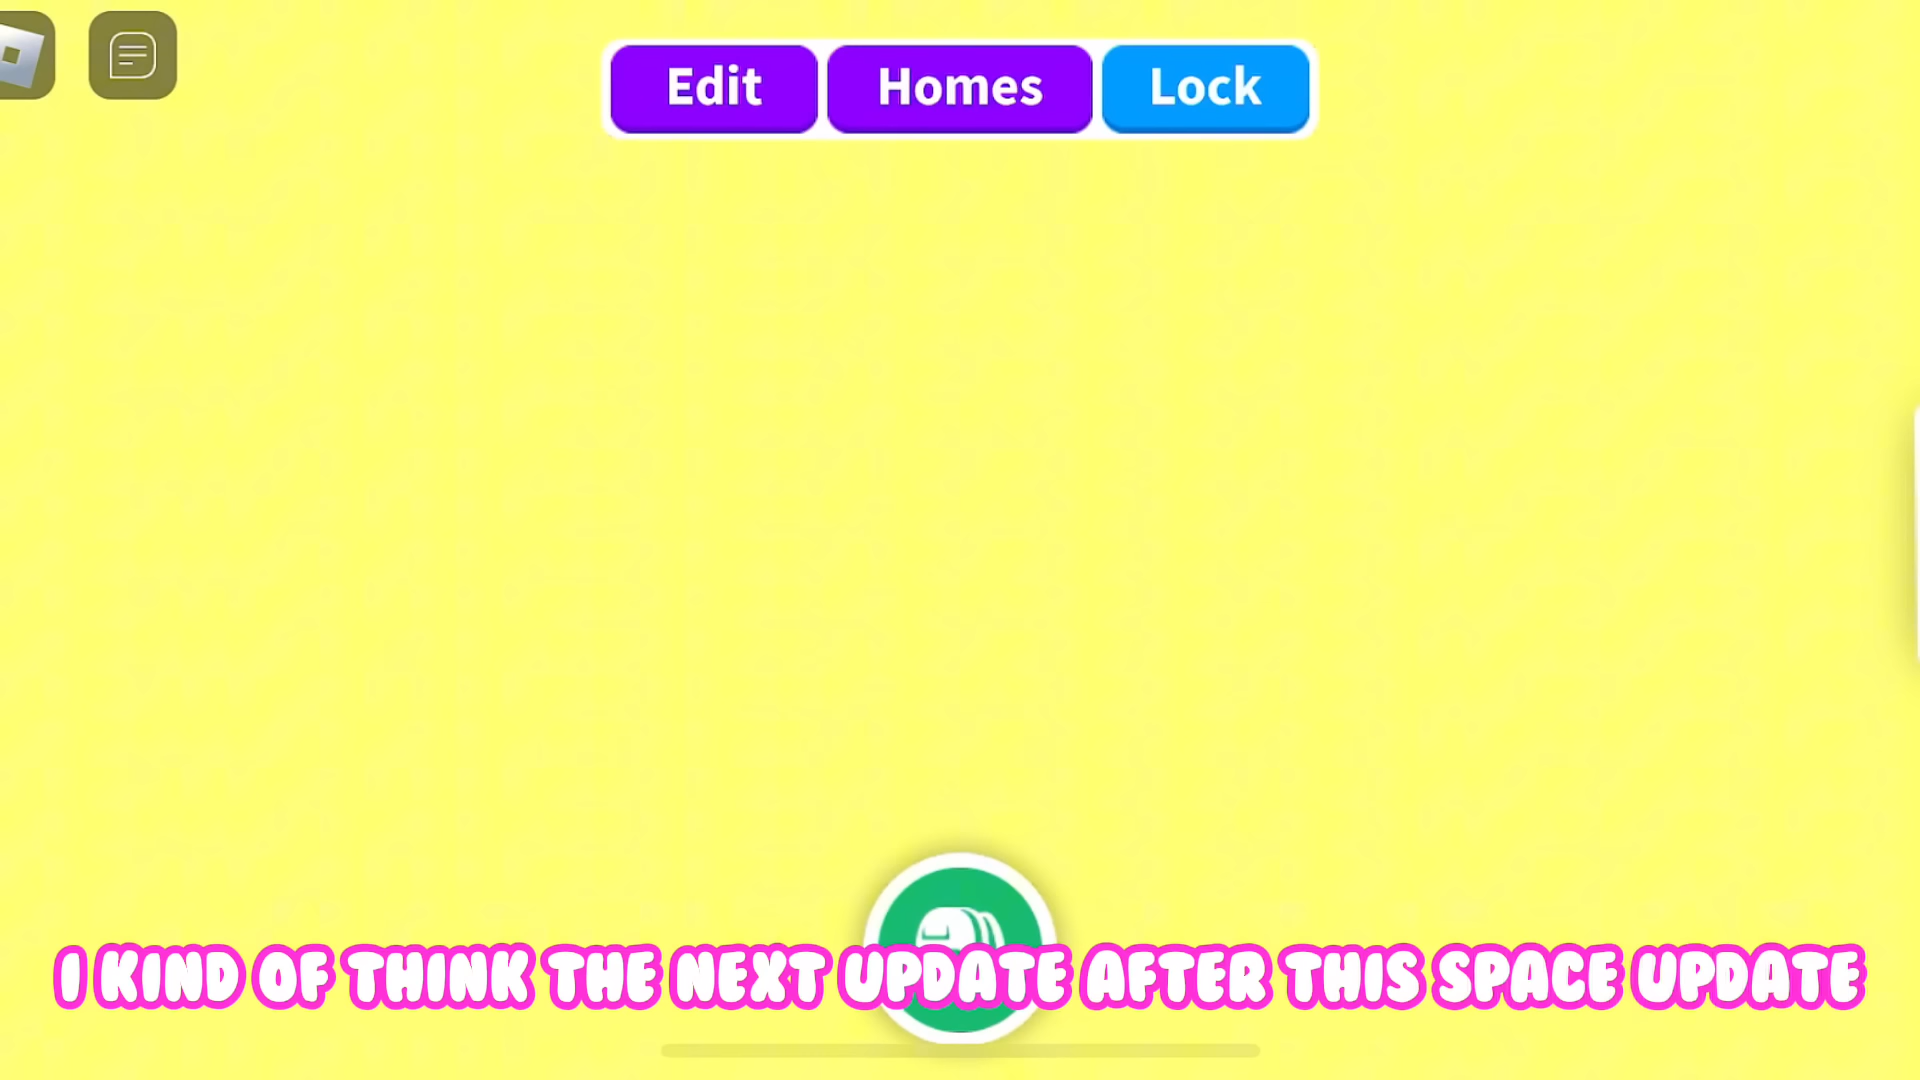 Edit Homes Lock
I KIND OF THINK THE NEXT UPDATE AFTER THIS SPACE UPDATE